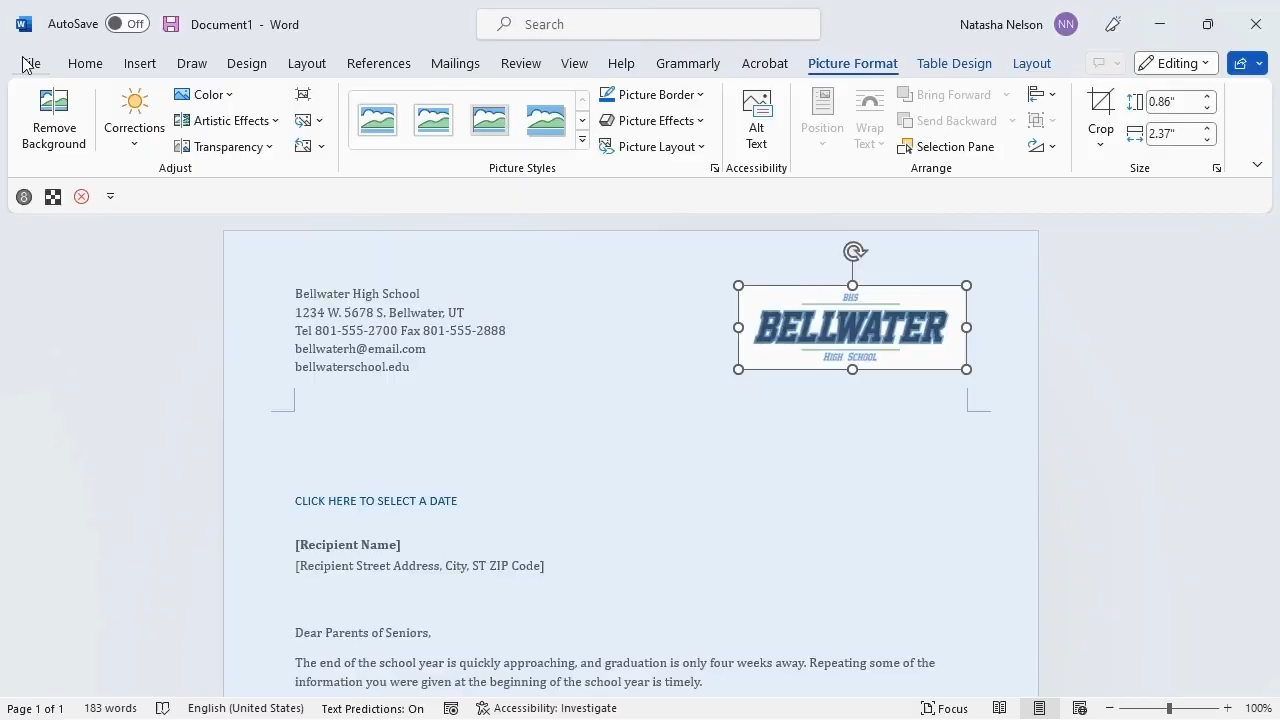 AutoSave Off Document1 - Word Search Natasha Nelson NN
File Home Insert Draw Design Layout References Mailings Review View Help Grammarly Acrobat Picture Format Table Design Layout Editing
Remove Background
Corrections
Color
Artistic Effects
Transparency
Adjust
Picture Border
Picture Effects
Picture Layout
Picture Styles
Alt Text
Accessibility
Position
Wrap Text
Bring Forward
Send Backward
Selection Pane
Arrange
Crop
0.86"
2.37"
Size
8
Bellwater High School
1234 W. 5678 S. Bellwater, UT
Tel 801-555-2700 Fax 801-555-2888
bellwaterh@email.com
bellwaterschool.edu
BHS
BELLWATER
HIGH SCHOOL
CLICK HERE TO SELECT A DATE
[Recipient Name]
[Recipient Street Address, City, ST ZIP Code]
Dear Parents of Seniors,
The end of the school year is quickly approaching, and graduation is only four weeks away. Repeating some of the
information you were given at the beginning of the school year is timely.
Page 1 of 1 183 words English (United States) Text Predictions: On Accessibility: Investigate Focus 100%